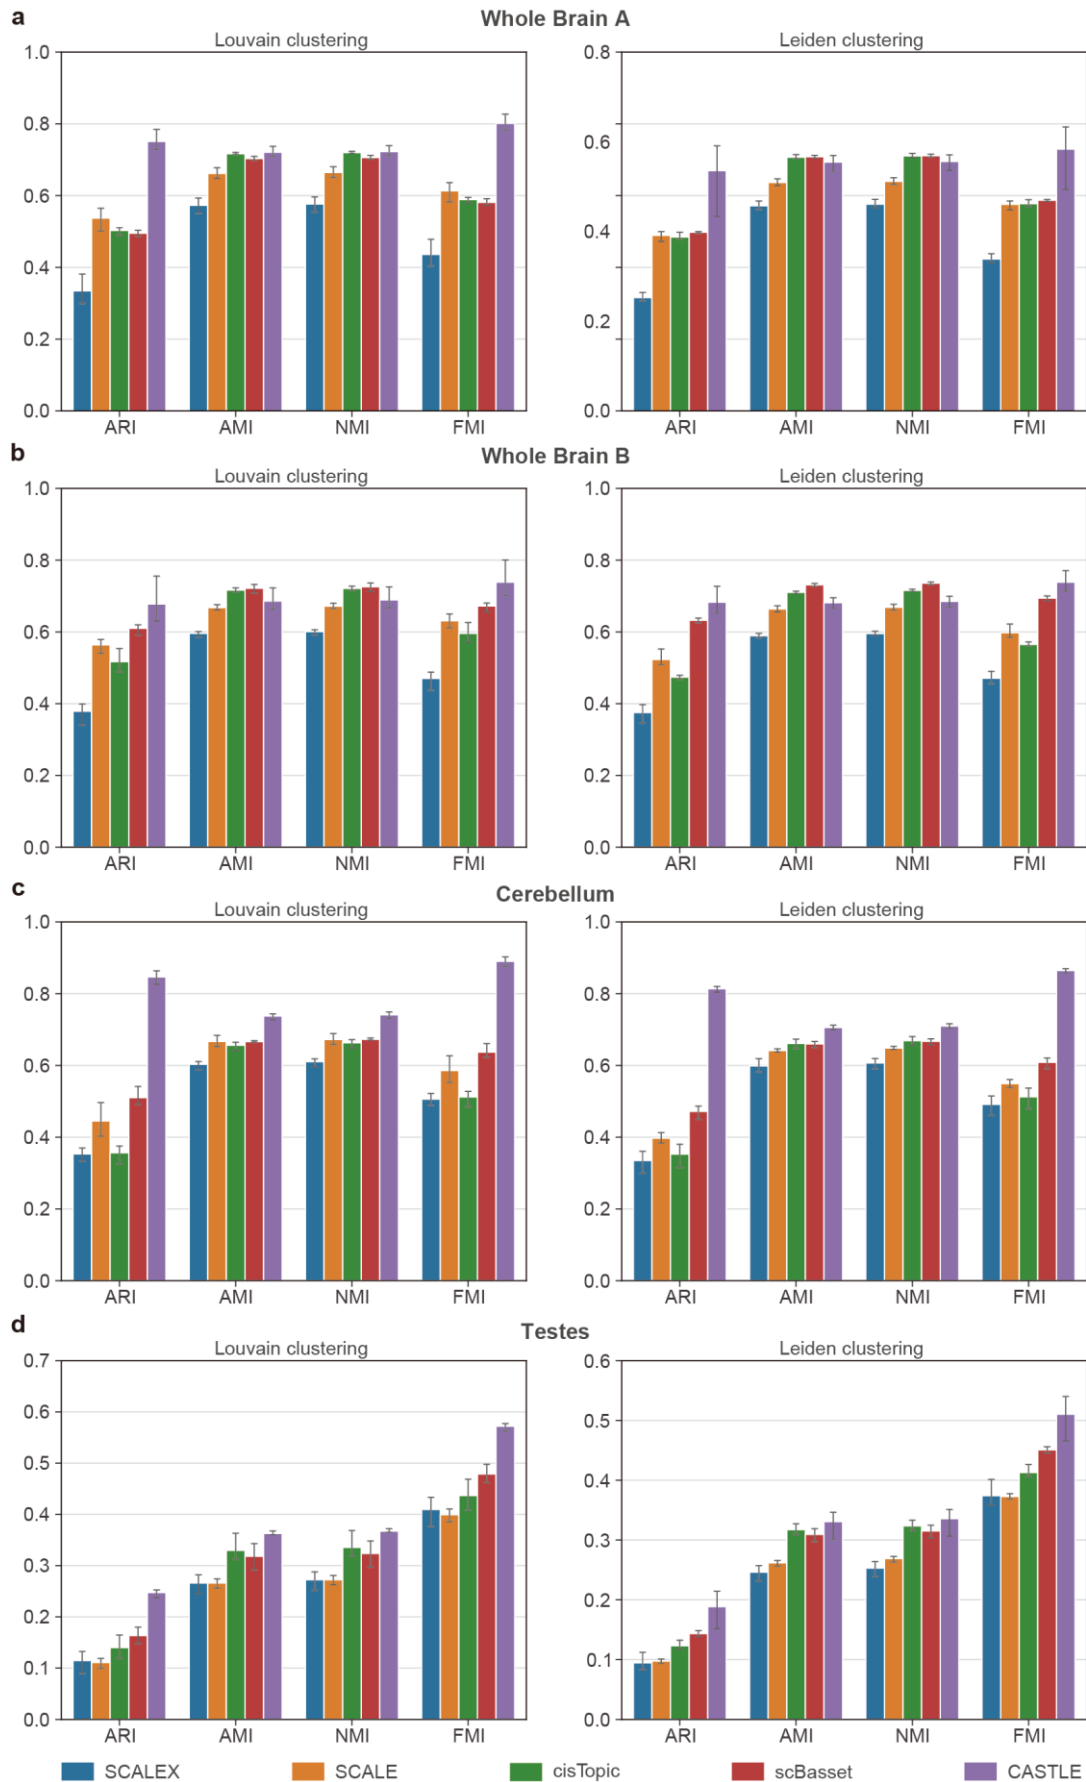 a
Whole Brain A
Louvain clustering
Leiden clustering
1.0
0.8
0.6
0.4
0.2
0.0
ARI AMI NMI FMI
0.8
0.6
0.4
0.2
0.0
ARI AMI NMI FMI
b
Whole Brain B
Louvain clustering
Leiden clustering
1.0
0.8
0.6
0.4
0.2
0.0
ARI AMI NMI FMI
1.0
0.8
0.6
0.4
0.2
0.0
ARI AMI NMI FMI
c
Cerebellum
Louvain clustering
Leiden clustering
1.0
0.8
0.6
0.4
0.2
0.0
ARI AMI NMI FMI
1.0
0.8
0.6
0.4
0.2
0.0
ARI AMI NMI FMI
d
Testes
Louvain clustering
Leiden clustering
0.7
0.6
0.5
0.4
0.3
0.2
0.1
0.0
ARI AMI NMI FMI
0.6
0.5
0.4
0.3
0.2
0.1
0.0
ARI AMI NMI FMI
SCALEX SCALE cisTopic scBasset CASTLE